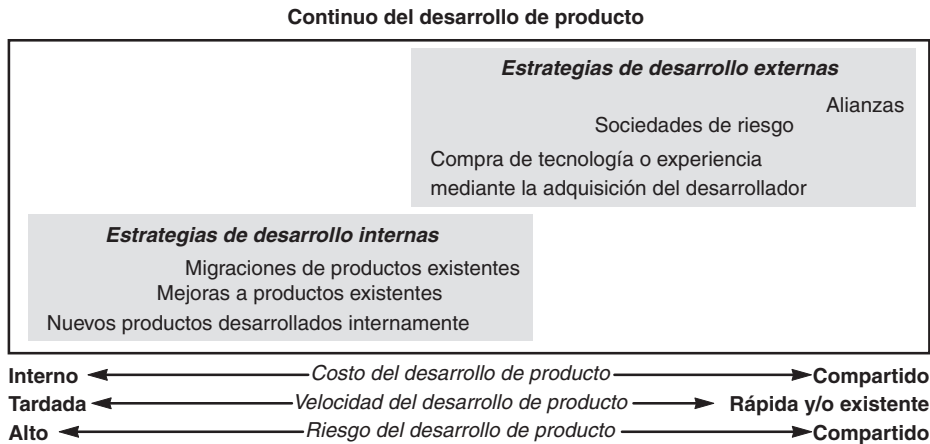 Continuo del desarrollo de producto
Estrategias de desarrollo externas
Alianzas
Sociedades de riesgo
Compra de tecnología o experiencia
mediante la adquisición del desarrollador
Estrategias de desarrollo internas
Migraciones de productos existentes
Mejoras a productos existentes
Nuevos productos desarrollados internamente
Interno Costo del desarrollo de producto Compartido
Tardada Velocidad del desarrollo de producto Rápida y/o existente
Alto Riesgo del desarrollo de producto Compartido